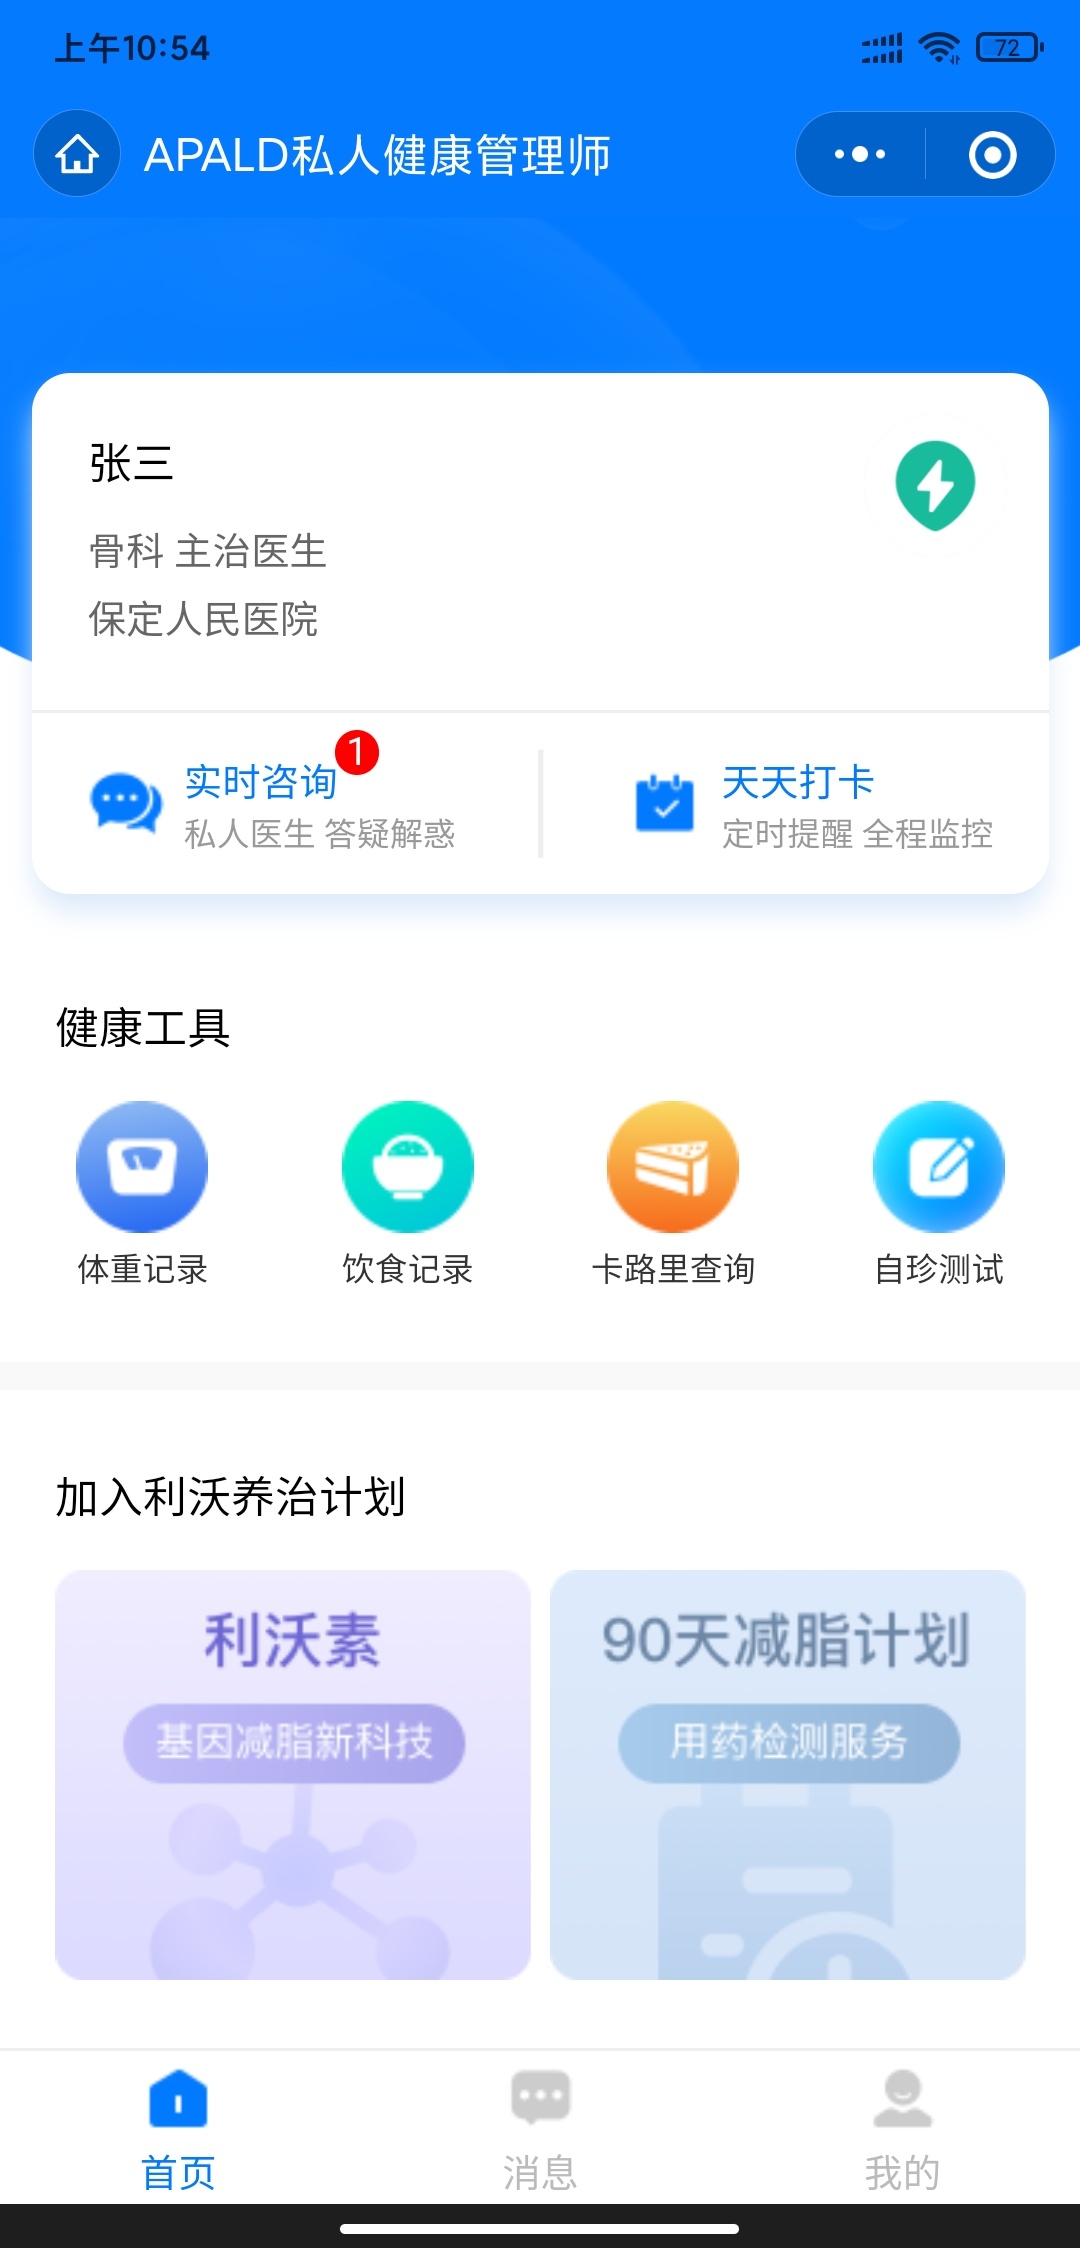 上午10:54
72
APALD私人健康管理师
张三
骨科 主治医生
保定人民医院
实时咨询
1
私人医生 答疑解惑
天天打卡
定时提醒 全程监控
健康工具
体重记录
饮食记录
卡路里查询
自珍测试
加入利沃养治计划
利沃素
基因减脂新科技
90天减脂计划
用药检测服务
首页
消息
我的